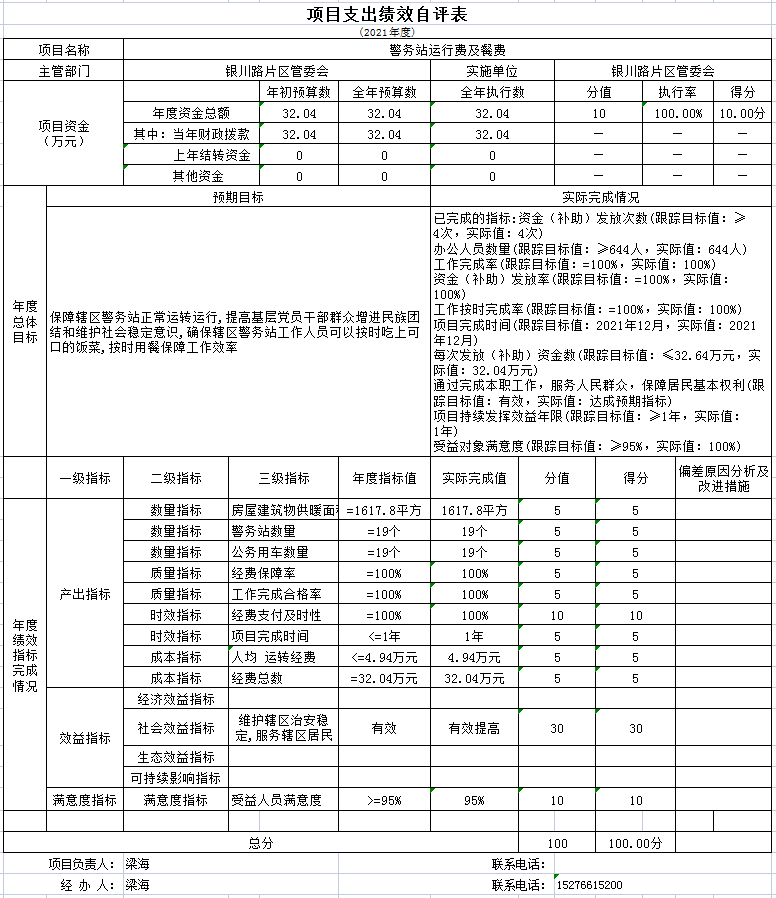 项目支出绩效自评表
(2021年度)
项目名称 警务站运行费及餐费
主管部门 银川路片区管委会 实施单位 银川路片区管委会
项目资金
（万元）
年初预算数 全年预算数 全年执行数 分值 执行率 得分
年度资金总额 32.04 32.04 32.04 10 100.00% 10.00分
其中：当年财政拨款 32.04 32.04 32.04 — — —
上年结转资金 0 0 0 — — —
其他资金 0 0 0 — — —
年度
总体
目标
预期目标 实际完成情况
保障辖区警务站正常运转运行,提高基层党员干部群众增进民族团
结和维护社会稳定意识,确保辖区警务站工作人员可以按时吃上可
口的饭菜,按时用餐保障工作效率
已完成的指标:资金（补助）发放次数(跟踪目标值：≥
4次，实际值：4次)
办公人员数量(跟踪目标值：≥644人，实际值：644人)
工作完成率(跟踪目标值：=100%，实际值：100%)
资金（补助）发放率(跟踪目标值：=100%，实际值：
100%)
工作按时完成率(跟踪目标值：=100%，实际值：100%)
项目完成时间(跟踪目标值：2021年12月，实际值：2021
年12月)
每次发放（补助）资金数(跟踪目标值：≤32.64万元，实
际值：32.04万元)
通过完成本职工作，服务人民群众，保障居民基本权利(跟
踪目标值：有效，实际值：达成预期指标)
项目持续发挥效益年限(跟踪目标值：≥1年，实际值：
1年)
受益对象满意度(跟踪目标值：≥95%，实际值：100%)
年度
绩效
指标
完成
情况
一级指标 二级指标 三级指标 年度指标值 实际完成值 分值 得分 偏差原因分析及
改进措施
产出指标
数量指标 房屋建筑物供暖面 =1617.8平方 1617.8平方 5 5
数量指标 警务站数量 =19个 19个 5 5
数量指标 公务用车数量 =19个 19个 5 5
质量指标 经费保障率 =100% 100% 5 5
质量指标 工作完成合格率 =100% 100% 5 5
时效指标 经费支付及时性 =100% 100% 10 10
时效指标 项目完成时间 <=1年 1年 5 5
成本指标 人均 运转经费 <=4.94万元 4.94万元 5 5
成本指标 经费总数 =32.04万元 32.04万元 5 5
效益指标
经济效益指标
社会效益指标 维护辖区治安稳
定,服务辖区居民 有效 有效提高 30 30
生态效益指标
可持续影响指标
满意度指标 满意度指标 受益人员满意度 >=95% 95% 10 10
总分 100 100.00分
项目负责人： 梁海 联系电话：
经 办 人： 梁海 联系电话： 15276615200